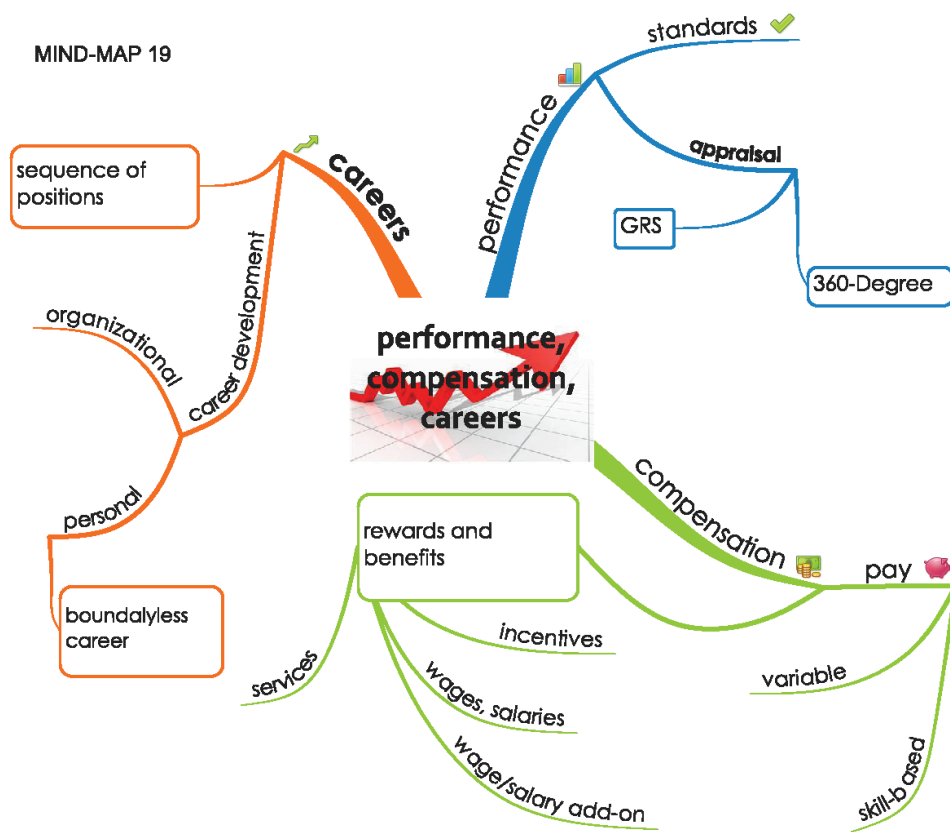 MIND-MAP 19
performance,
compensation,
careers
careers
sequence of
positions
career development
organizational
personal
boundalyless
career
performance
standards
appraisal
GRS
360-Degree
compensation
pay
variable
skill-based
rewards and
benefits
incentives
wages, salaries
wage/salary add-on
services